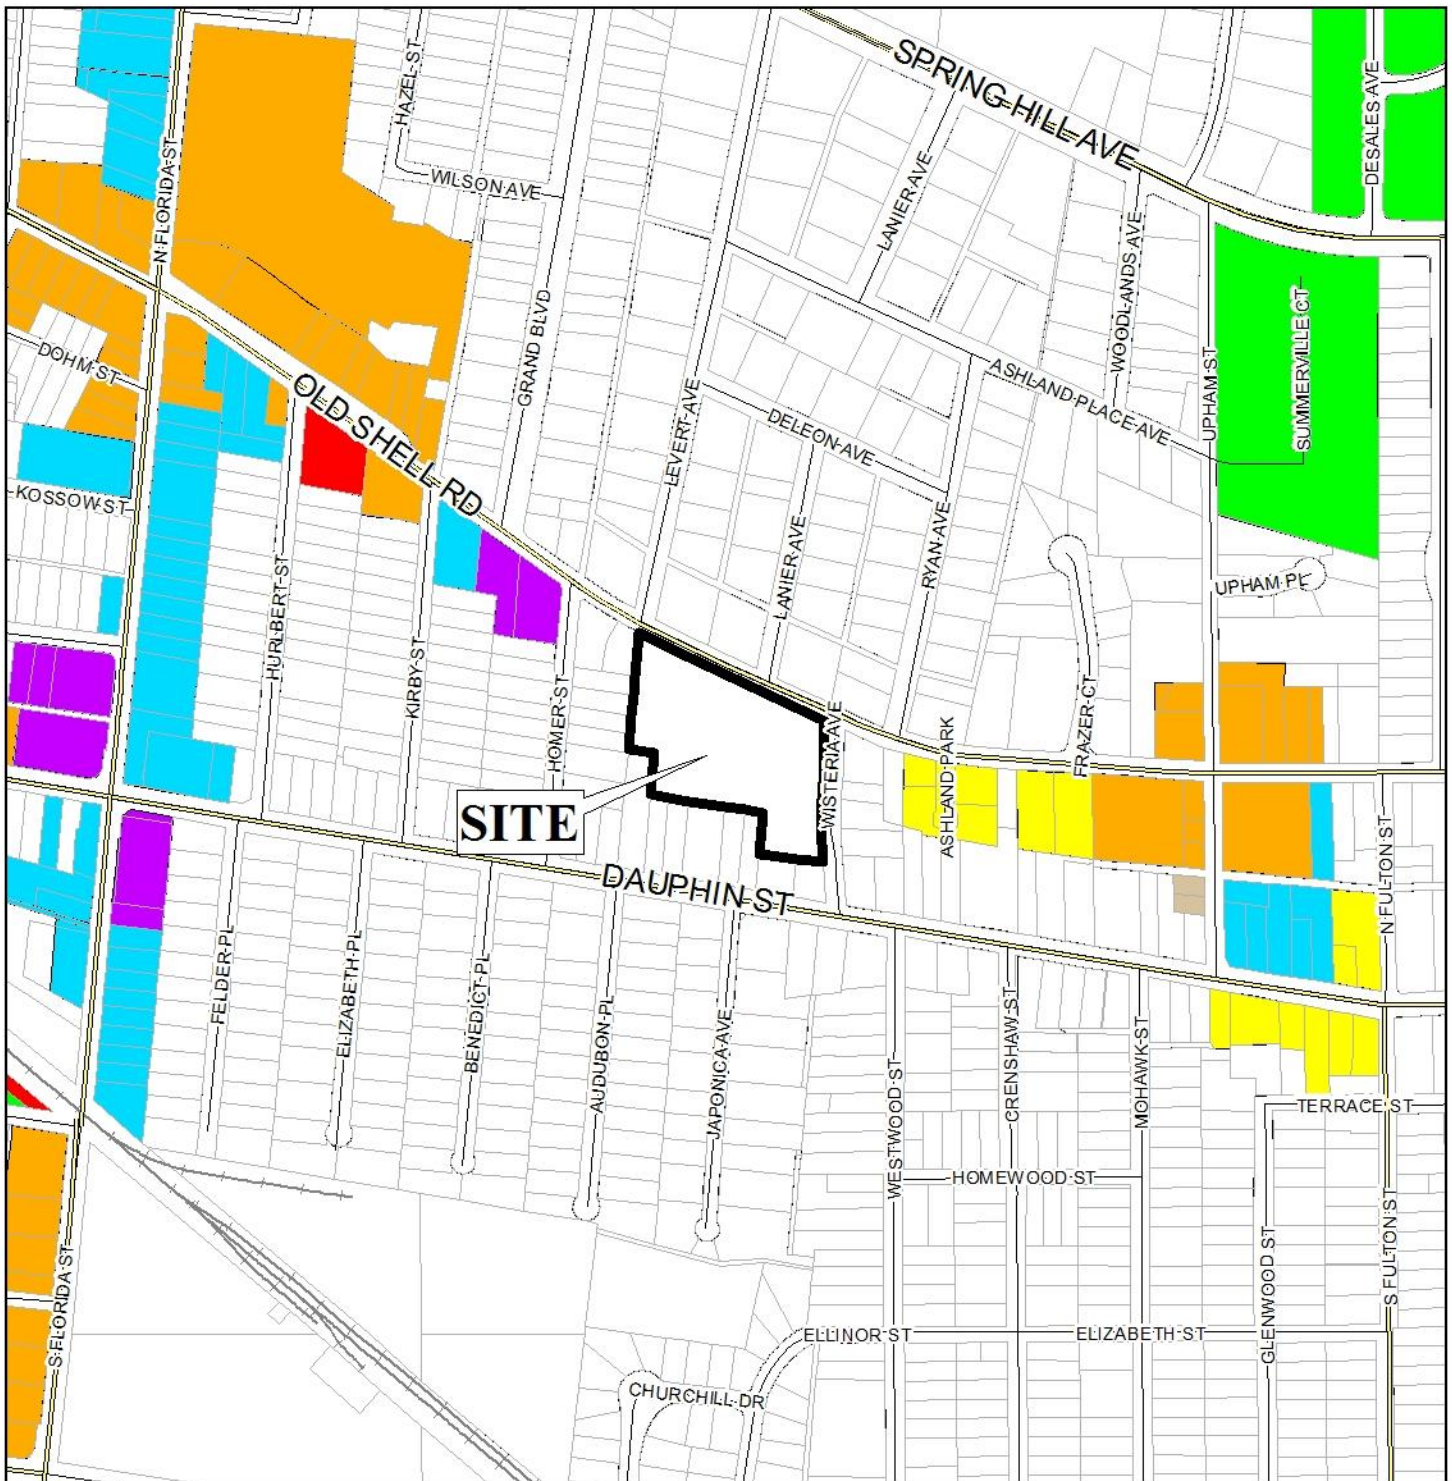 SPRING HILL AVE
DESALES AVE
HAZEL ST
N FLORIDA ST
WILSON AVE
LANIER AVE
WOODLANDS AVE
GRAND BLVD
SUMMERVILLE CT
DOHM ST
OLD SHELL RD
LEVERT AVE
ASHLAND PLACE AVE
UPHAM ST
DELEON AVE
KOSSOW ST
LANIER AVE
RYAN AVE
HURLBERT ST
UPHAM PL
KIRBY ST
HOMER ST
FRAZER CT
WISTERIA AVE
ASHLAND PARK
SITE
N FULTON ST
DAUPHIN ST
FELDER PL
ELIZABETH PL
BENEDICT PL
AUDUBON PL
JAPONICA AVE
WESTWOOD ST
CRENSHAW ST
MOHAWK ST
TERRACE ST
HOMEWOOD ST
S FLORIDA ST
GLENWOOD ST
S FULTON ST
ELLINOR ST
ELIZABETH ST
CHURCHILL DR